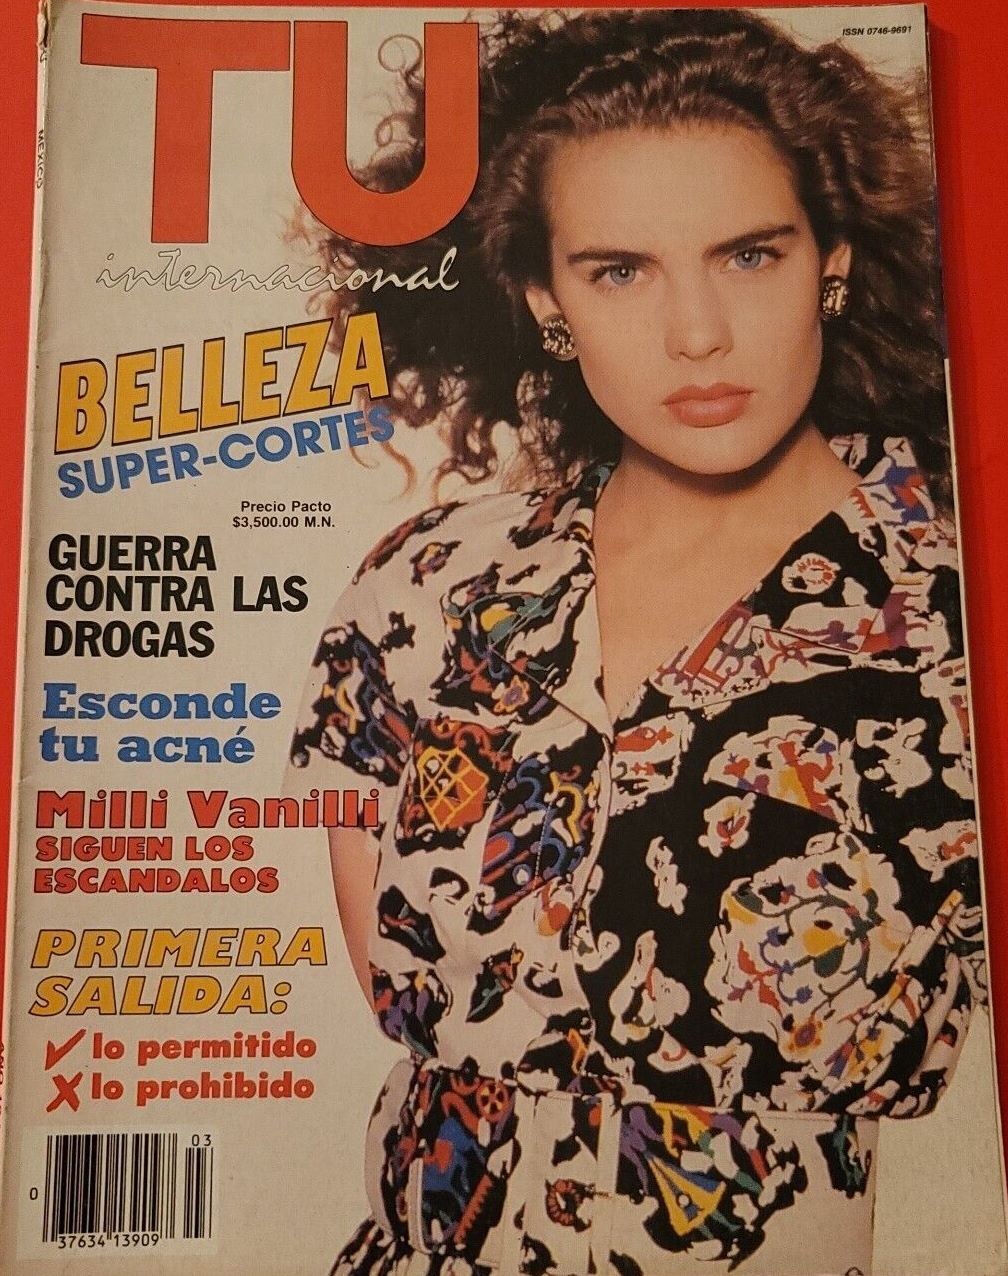 MEXICO
ISSN 0746-9691
TU
internacional
BELLEZA
SUPER-CORTES
Precio Pacto
$3,500.00 M.N.
GUERRA
CONTRA LAS
DROGAS
Esconde
tu acné
Milli Vanilli
SIGUEN LOS
ESCANDALOS
PRIMERA
SALIDA:
lo permitido
lo prohibido
03
0 37634 13909